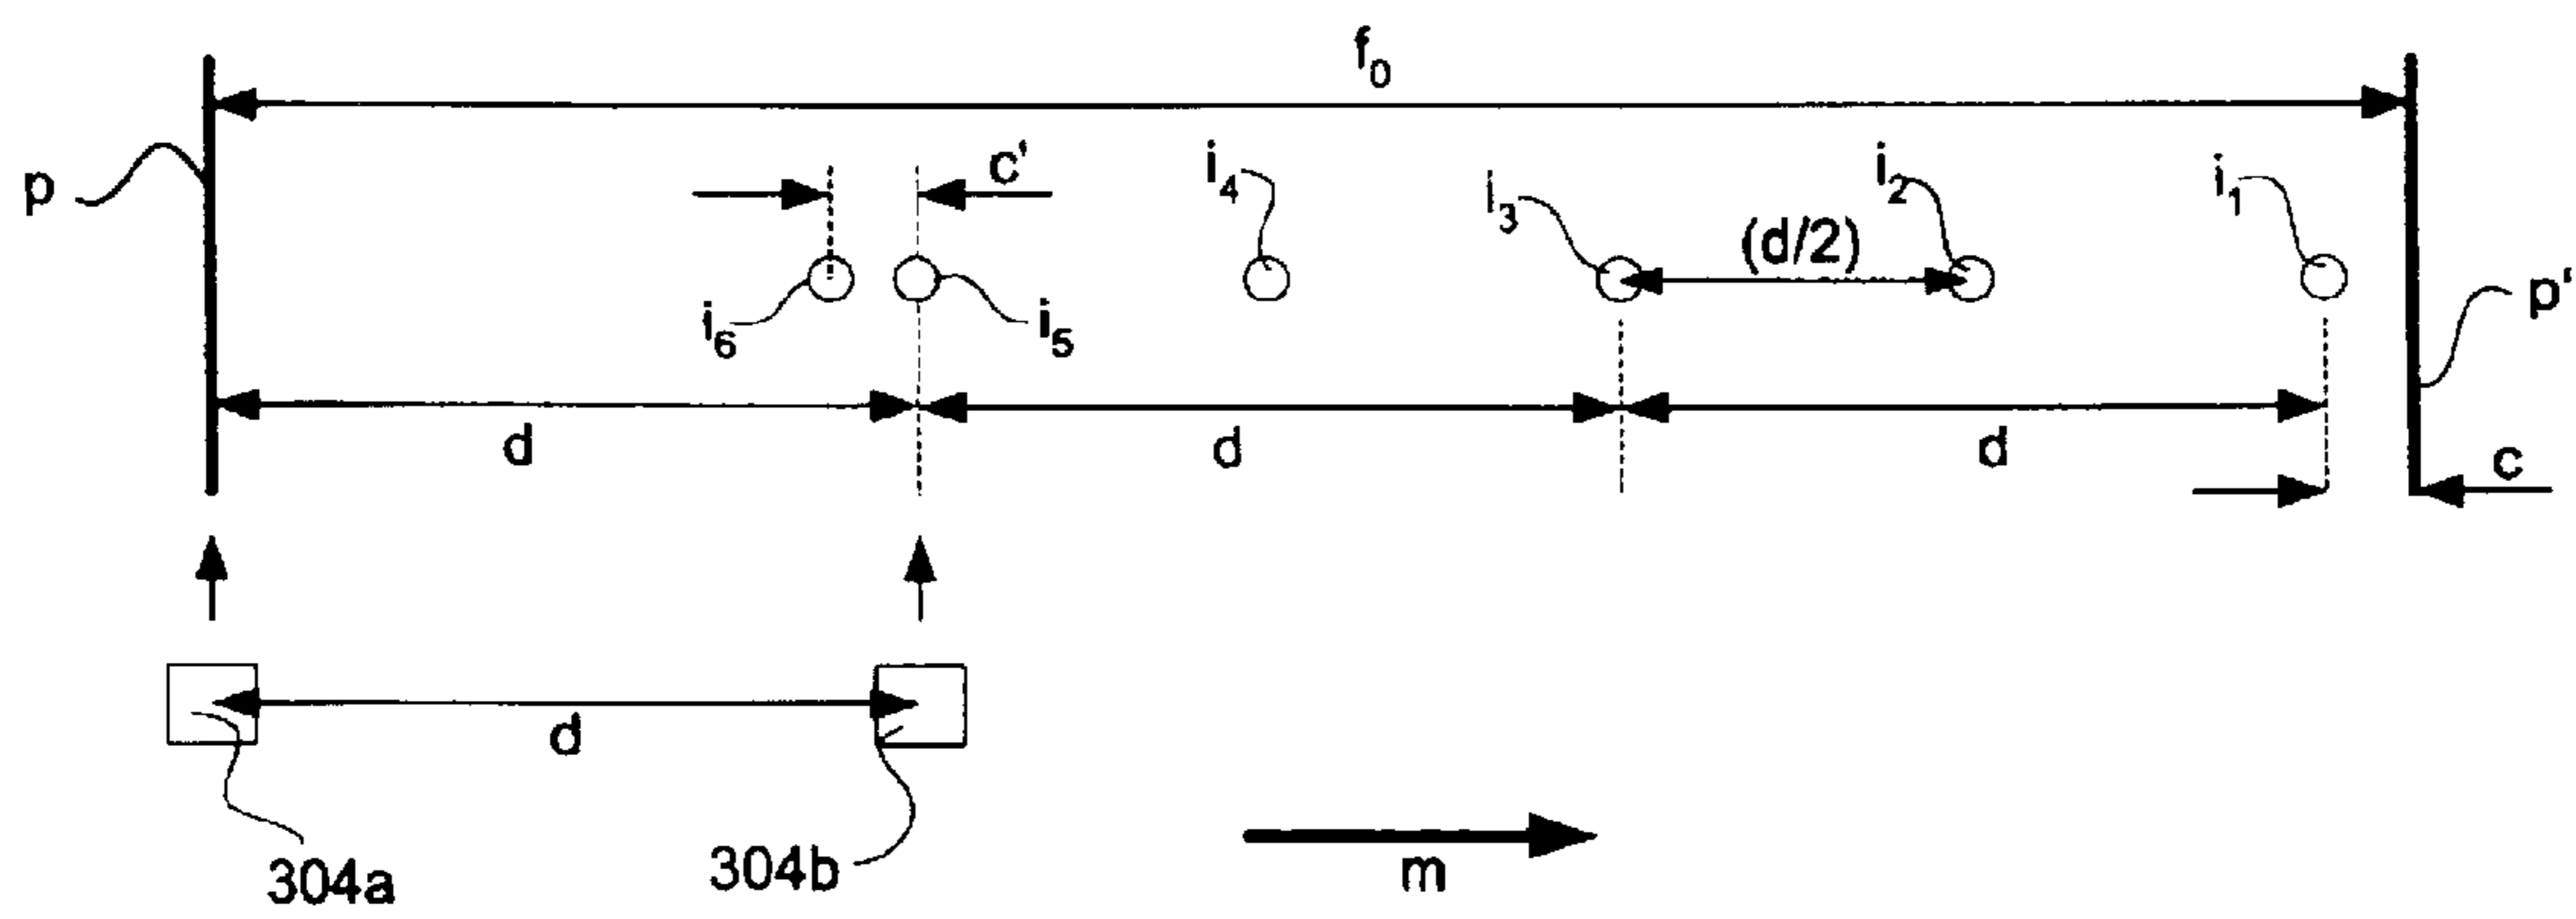 f₀
p
c'
i₄
i₃
(d/2)
i₂
i₁
p'
i₆
i₅
d
d
d
c
d
304a
304b
m